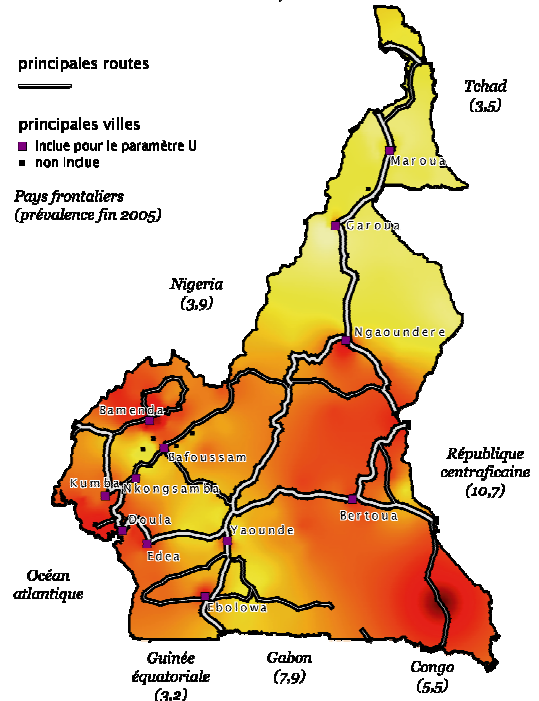 principales routes
principales villes
Inclue pour le paramètre U
non Inclue
Pays frontaliers
(prévalence fin 2005)
Tchad
(3,5)
Maroua
Garoua
Nigeria
(3,9)
Ngaoundere
Bamenda
Bafoussam
République
centraficaine
(10,7)
Kumba
Nkongsamba
Bertoua
Doula
Yaounde
Edea
Océan
atlantique
Ebolowa
Guinée
équatoriale
(3,2)
Gabon
(7,9)
Congo
(5,5)